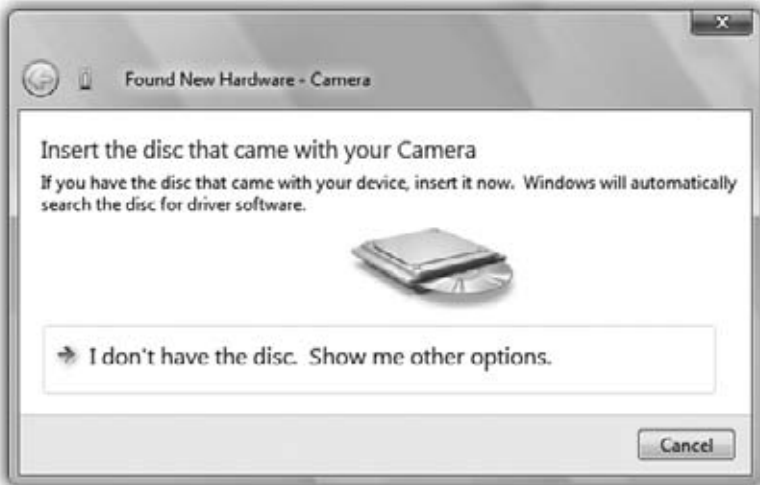 Found New Hardware - Camera
Insert the disc that came with your Camera
If you have the disc that came with your device, insert it now. Windows will automatically
search the disc for driver software.
I don't have the disc. Show me other options.
Cancel